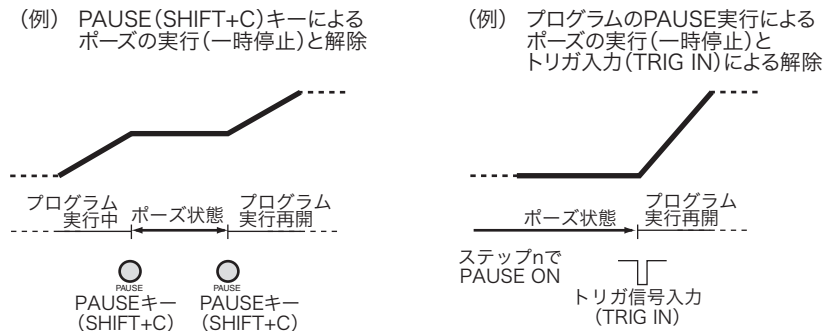 (例) PAUSE(SHIFT+C)キーによる
ポーズの実行(一時停止)と解除
プログラム
実行中
ポーズ状態
プログラム
実行再開
PAUSE
PAUSE
PAUSEキー
(SHIFT+C)
PAUSEキー
(SHIFT+C)
(例) プログラムのPAUSE実行による
ポーズの実行(一時停止)と
トリガ入力(TRIG IN)による解除
ポーズ状態
プログラム
実行再開
ステップnで
PAUSE ON
トリガ信号入力
(TRIG IN)